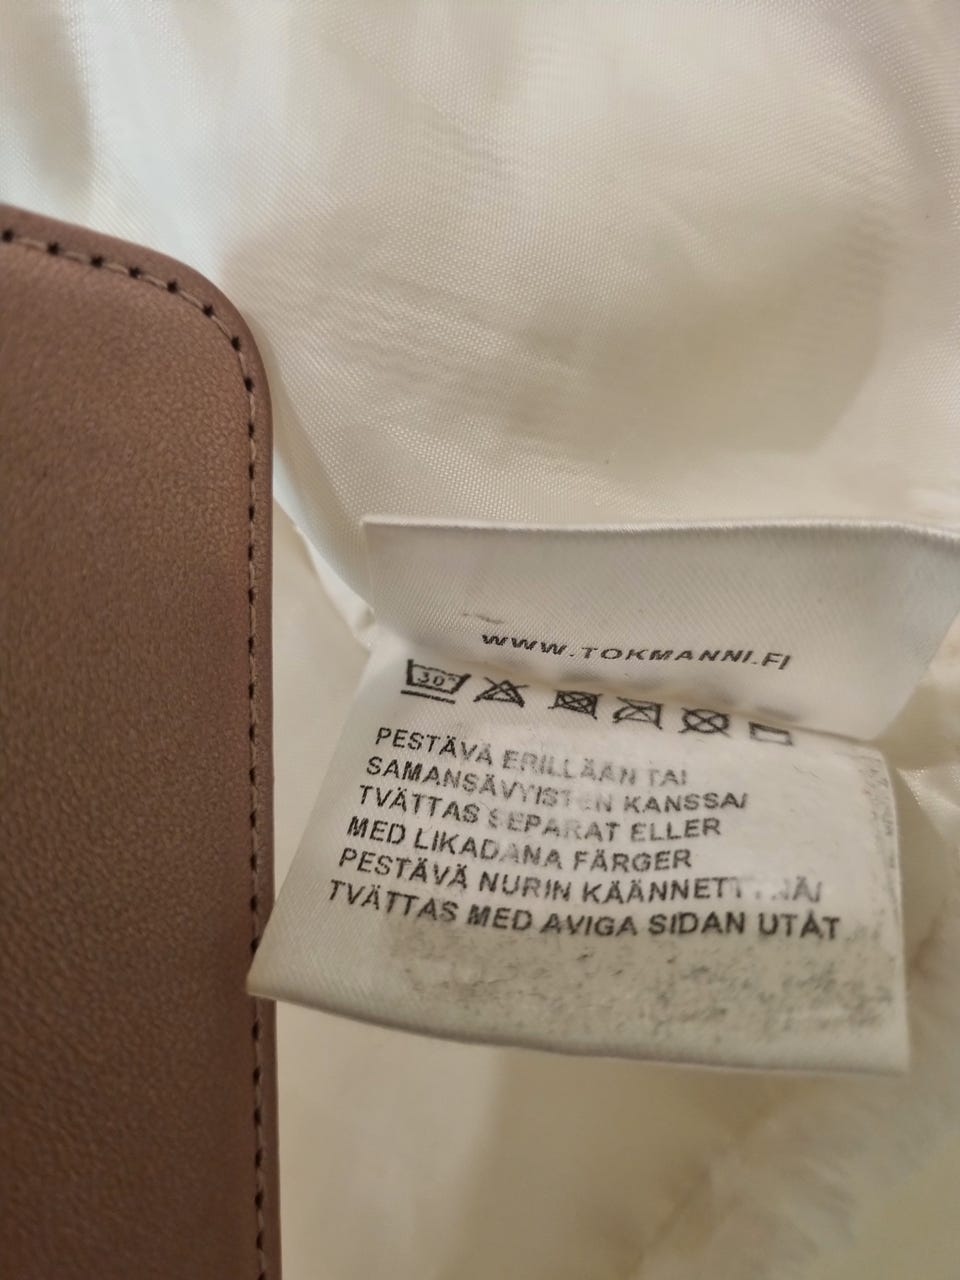 WWW.TOKMANNI.FI
30°
PESTÄVÄ ERILLÄÄN TAI
SAMANSÄVYISTEN KANSSA/
TVÄTTAS SEPARAT ELLER
MED LIKADANA FÄRGER
PESTÄVÄ NURIN
TVÄTTAS MED AVIGA SIDAN UTÅT